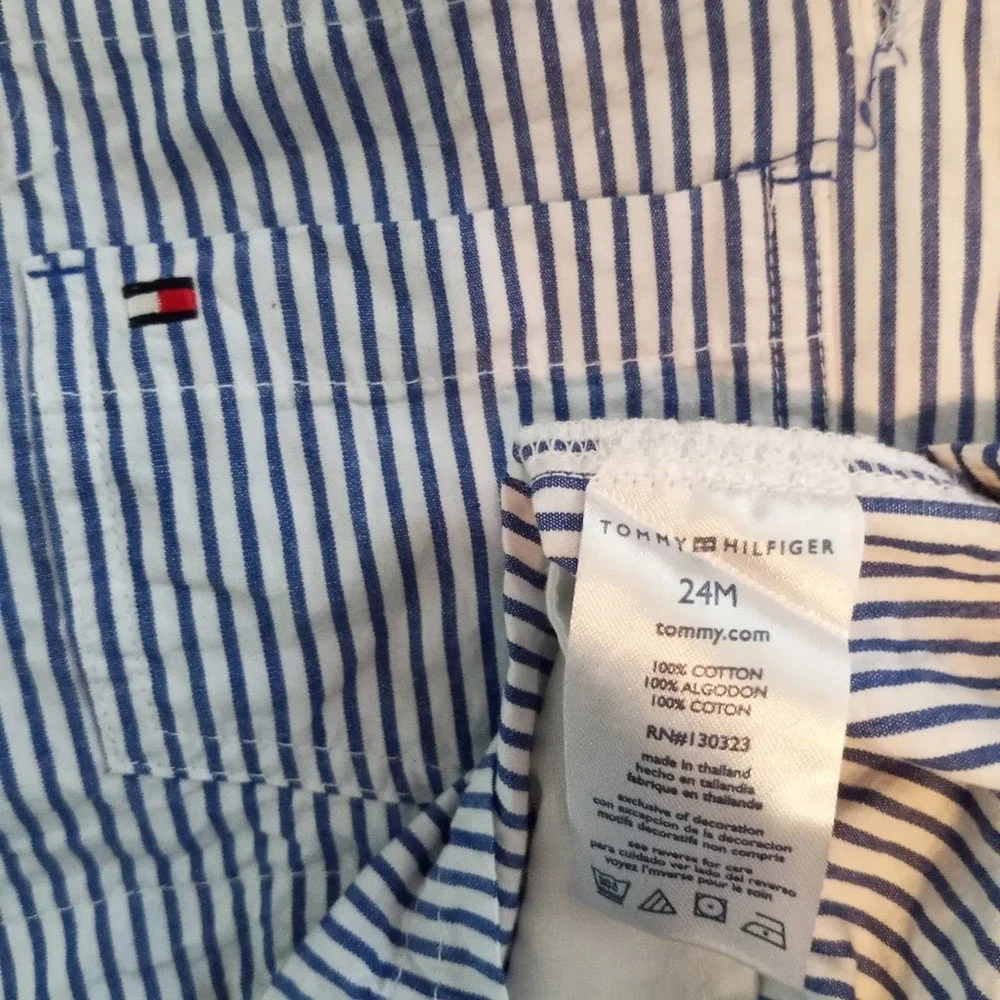 TOMMY HILFIGER
24M
tommy.com
100% COTTON
100% ALGODON
100% COTON
RN#130323
made in thailand
hecho en tailandia
fabrique en thailande
exclusive of decoration
con excepcion de la decoracion
motifs decoratifs non compris
see reverse for care
para cuidado ver lado del reverso
voyez l'inverse pour le soin